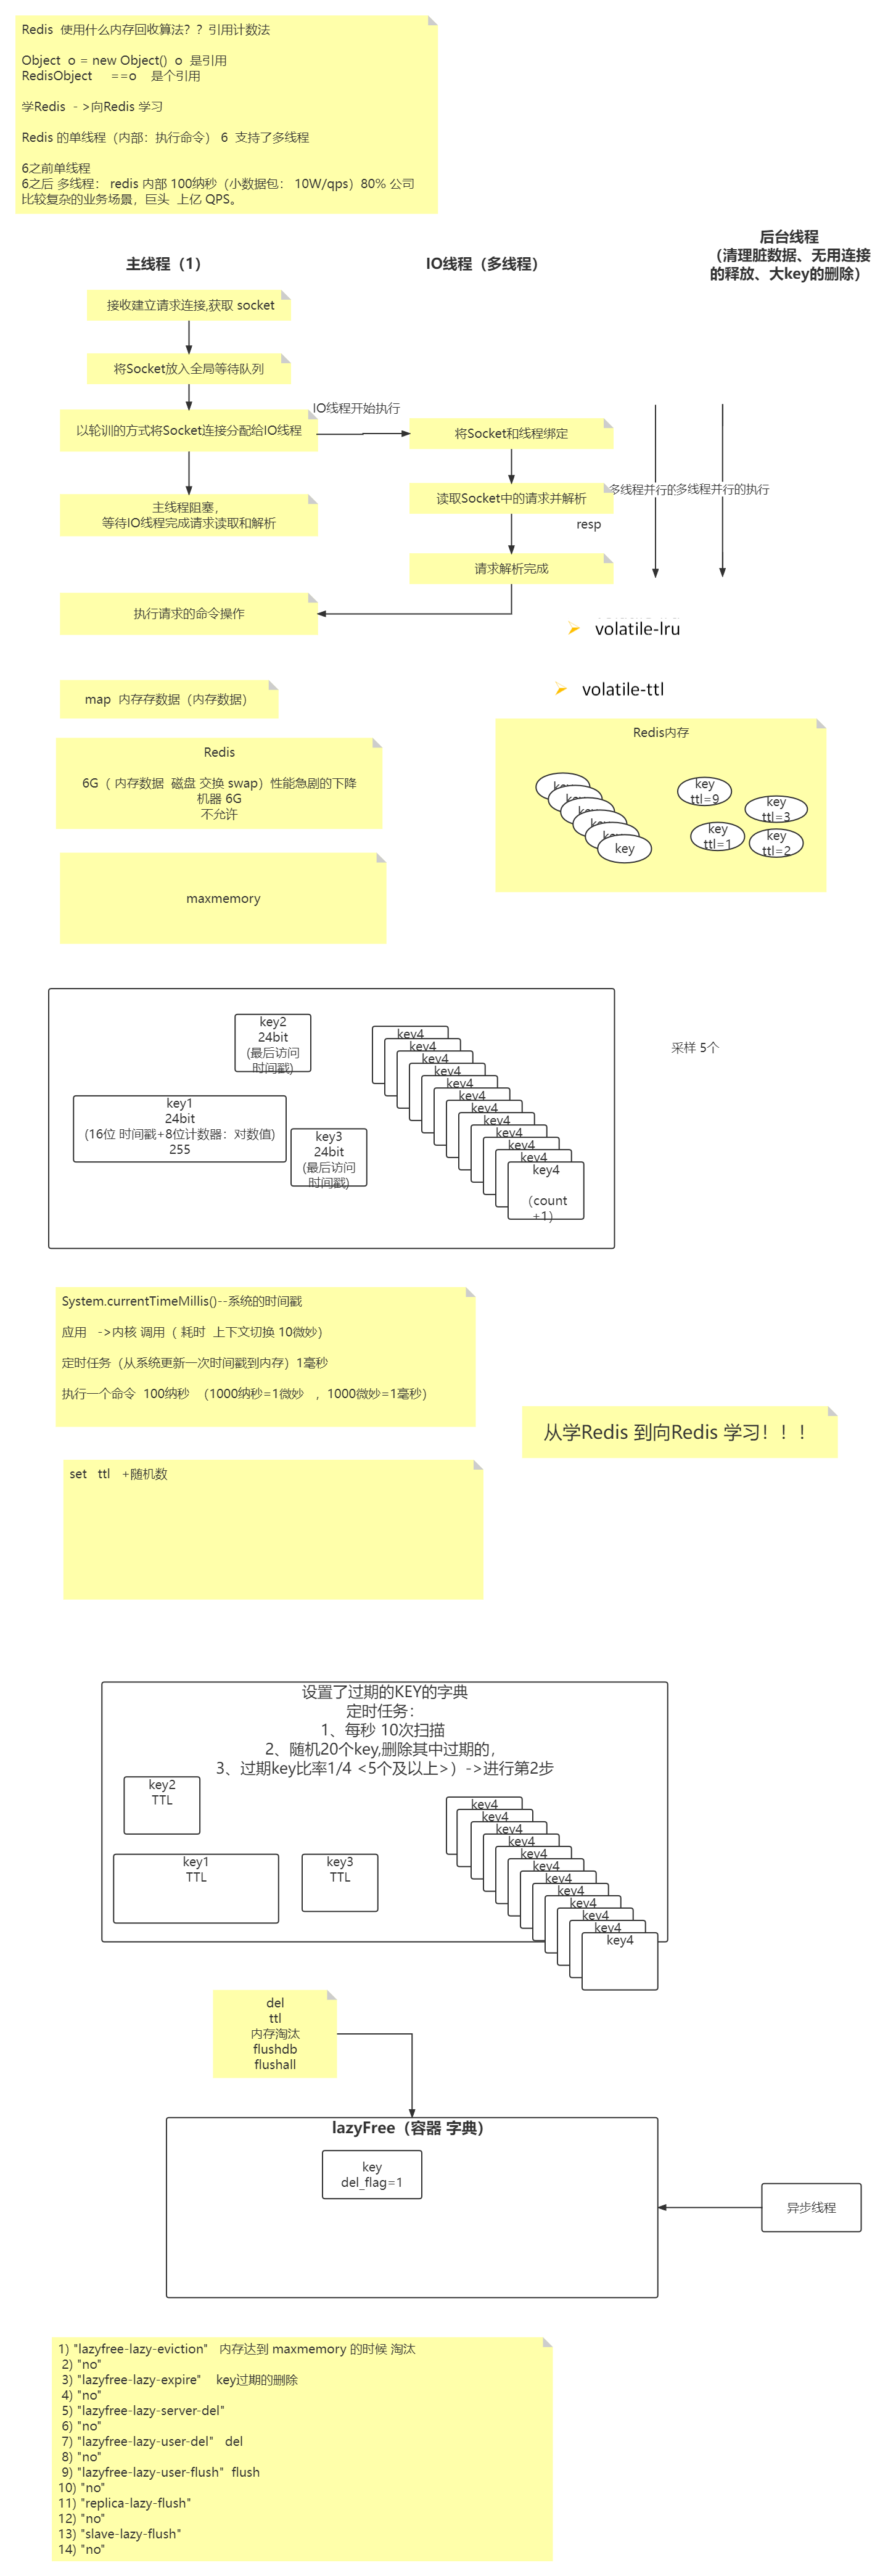 Redis  使用什么内存回收算法？？引用计数法
Object  o = new Object()  o  是引用
RedisObject     ==o    是个引用
学Redis  - >向Redis 学习
Redis 的单线程（内部：执行命令） 6  支持了多线程
6之前单线程
6之后 多线程：  redis 内部 100纳秒（小数据包：  10W/qps）80% 公司
比较复杂的业务场景，巨头  上亿 QPS。
主线程（1）
IO线程（多线程）
后台线程
（清理脏数据、无用连接
的释放、大key的删除）
接收建立请求连接,获取 socket
将Socket放入全局等待队列
IO线程开始执行
以轮训的方式将Socket连接分配给IO线程
将Socket和线程绑定
主线程阻塞，
等待IO线程完成请求读取和解析
读取Socket中的请求并解析
多线程并行的
多线程并行的执行
resp
请求解析完成
执行请求的命令操作
volatile-lru
volatile-ttl
map  内存存数据（内存数据）
Redis
6G（ 内存数据  磁盘 交换 swap）性能急剧的下降
机器 6G
不允许
maxmemory
Redis内存
key
key
key
key
key
key
key
ttl=9
key
ttl=3
key
ttl=1
key
ttl=2
key2
24bit
(最后访问
时间戳)
key1
24bit
(16位 时间戳+8位计数器：对数值)
255
key3
24bit
(最后访问
时间戳)
key4
key4
key4
key4
key4
key4
key4
key4
key4
key4
key4
key4
（count
+1）
采样 5个
System.currentTimeMillis()--系统的时间戳
应用   ->内核 调用（ 耗时  上下文切换 10微妙）
定时任务（从系统更新一次时间戳到内存）1毫秒
执行一个命令  100纳秒   （1000纳秒=1微妙   ，1000微妙=1毫秒）
从学Redis 到向Redis 学习！！！
set   ttl   +随机数
设置了过期的KEY的字典
定时任务：
1、每秒 10次扫描
2、随机20个key,删除其中过期的，
3、过期key比率1/4 <5个及以上>）->进行第2步
key2
TTL
key1
TTL
key3
TTL
key4
key4
key4
key4
key4
key4
key4
key4
key4
key4
key4
key4
del
ttl
内存淘汰
flushdb
flushall
lazyFree（容器 字典）
key
del_flag=1
异步线程
1) "lazyfree-lazy-eviction"   内存达到 maxmemory 的时候 淘汰
2) "no"
3) "lazyfree-lazy-expire"    key过期的删除
4) "no"
5) "lazyfree-lazy-server-del"
6) "no"
7) "lazyfree-lazy-user-del"   del
8) "no"
9) "lazyfree-lazy-user-flush"  flush
10) "no"
11) "replica-lazy-flush"
12) "no"
13) "slave-lazy-flush"
14) "no"